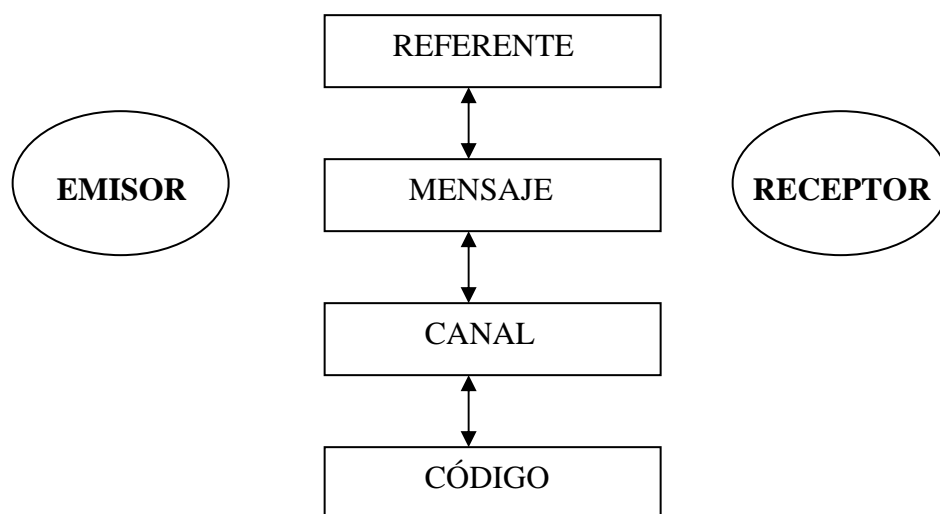 REFERENTE
EMISOR
MENSAJE
RECEPTOR
CANAL
CÓDIGO